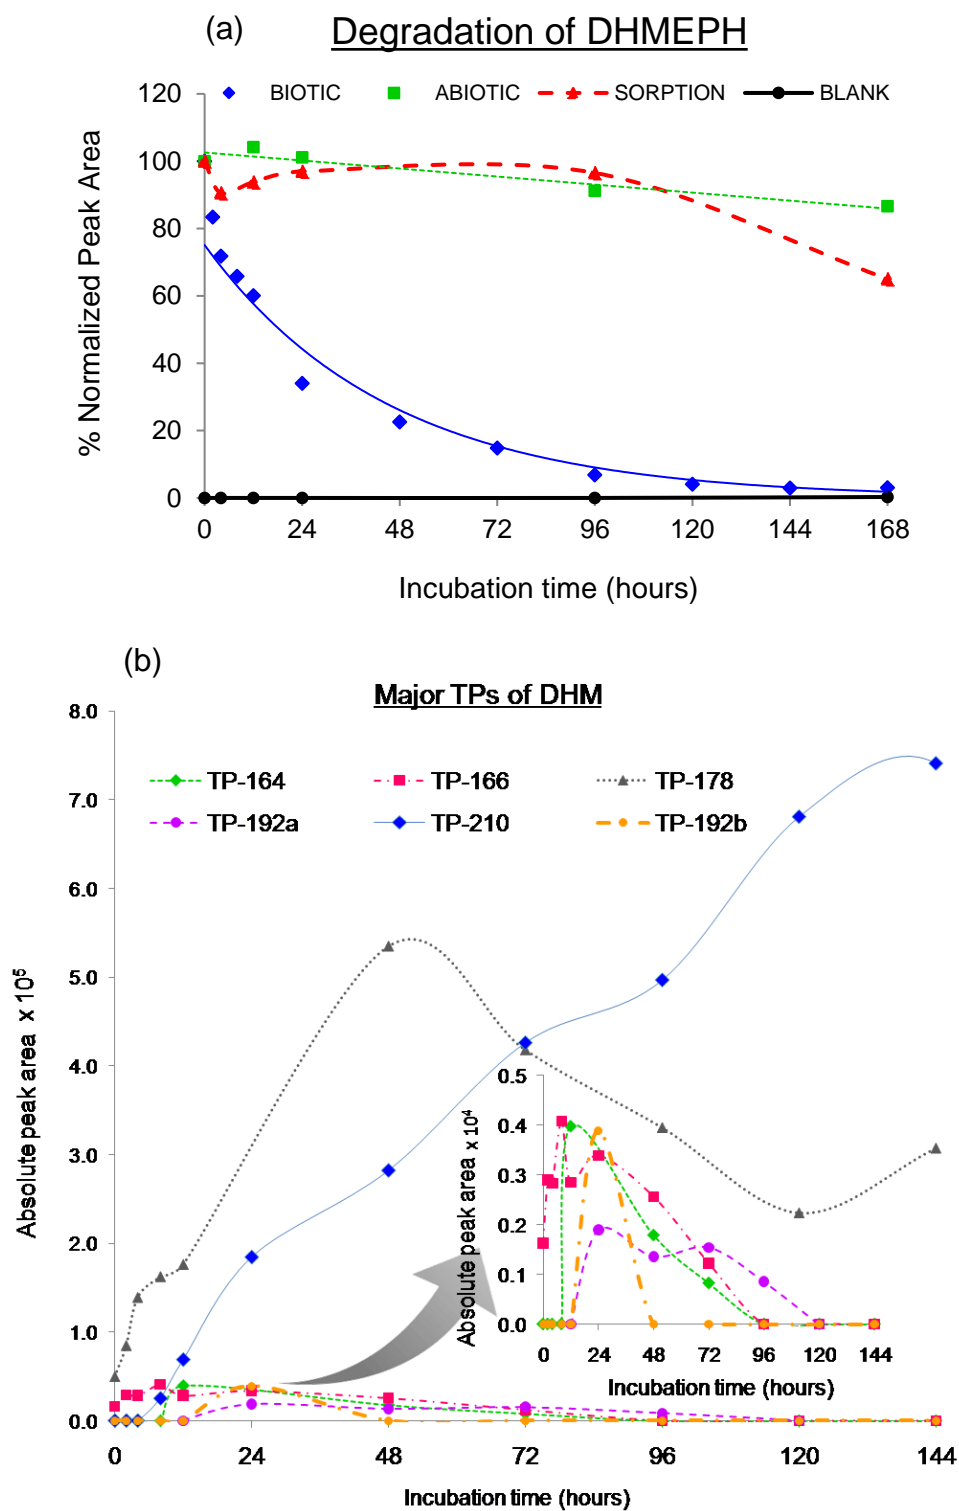 (a) Degradation of DHMEPH
BIOTIC ABIOTIC SORPTION BLANK
% Normalized Peak Area
120
100
80
60
40
20
0
0 24 48 72 96 120 144 168
Incubation time (hours)
(b)
Major TPs of DHM
TP-164 TP-166 TP-178
TP-192a TP-210 TP-192b
Absolute peak area x 10⁵
8.0
7.0
6.0
5.0
4.0
3.0
2.0
1.0
0.0
0 24 48 72 96 120 144
Incubation time (hours)
Absolute peak area x 10⁴
0.5
0.4
0.3
0.2
0.1
0.0
0 24 48 72 96 120 144
Incubation time (hours)